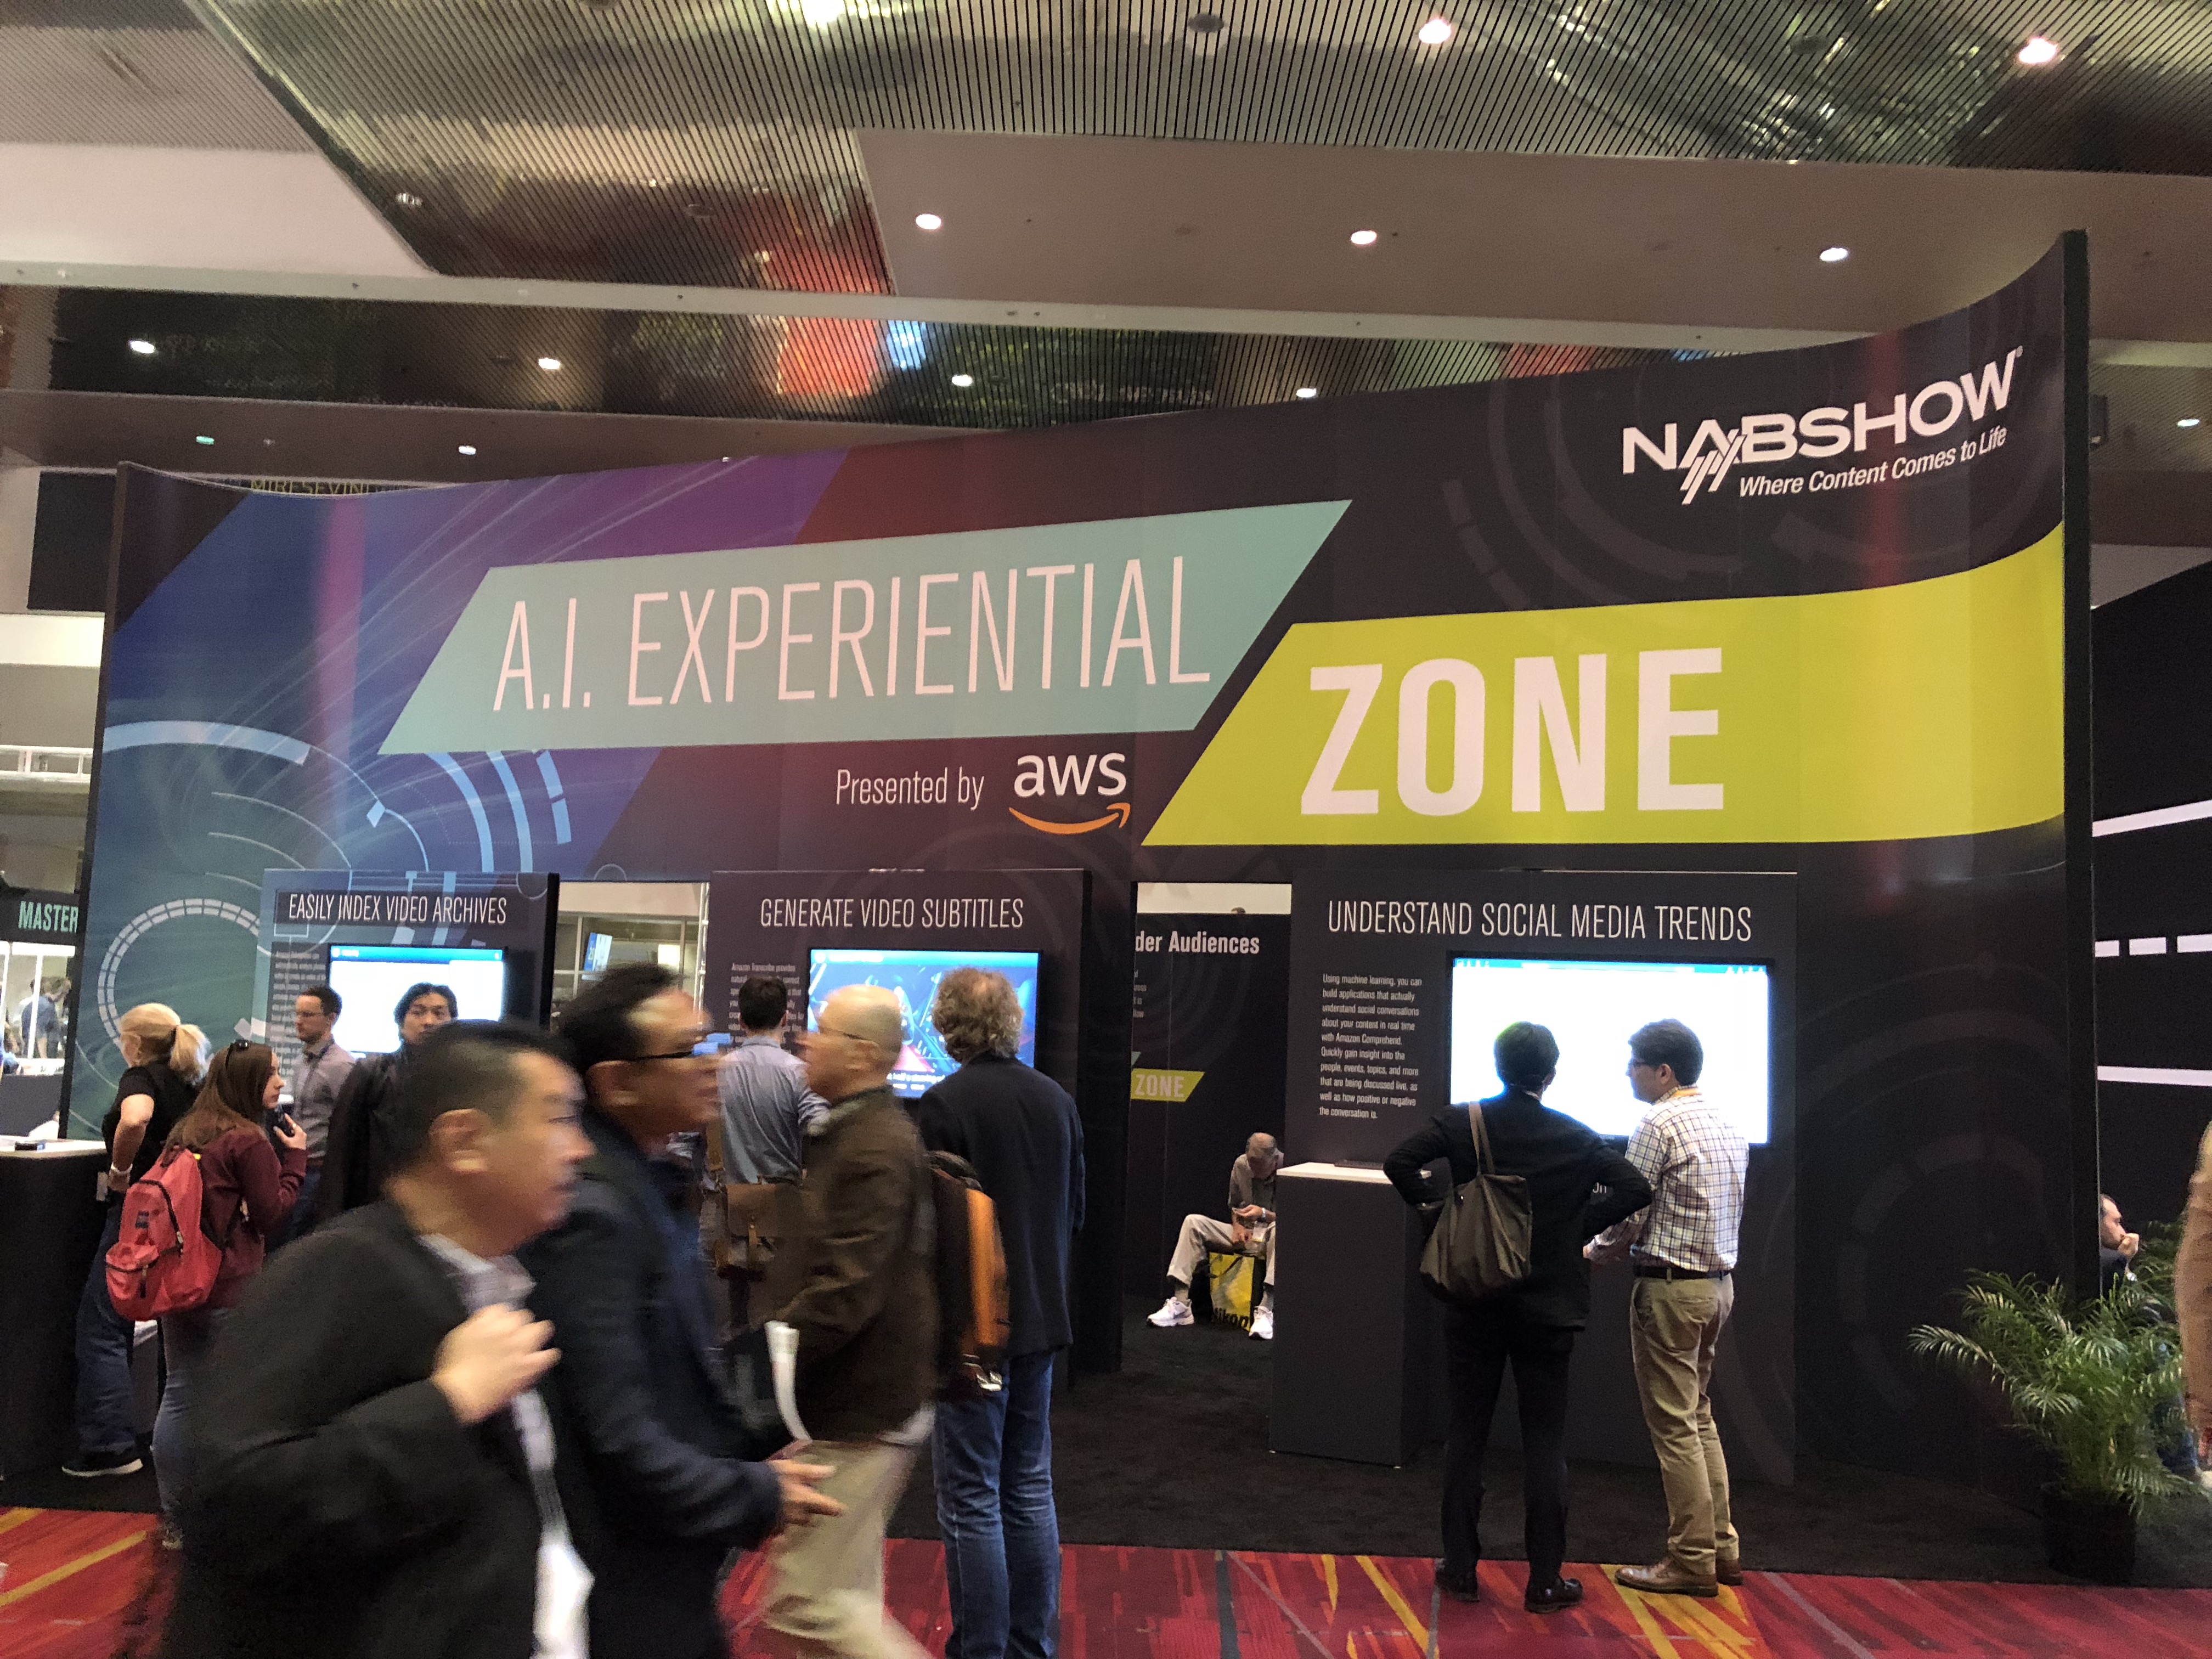 NABSHOW®
Where Content Comes to Life
A.I. EXPERIENTIAL
ZONE
Presented by aws
MASTER
EASILY INDEX VIDEO ARCHIVES
GENERATE VIDEO SUBTITLES
Amazon Transcribe provides
der Audiences
ZONE
UNDERSTAND SOCIAL MEDIA TRENDS
Using machine learning, you can
build applications that actually
understand social conversations
about your content in real time
with Amazon Comprehend.
Quickly gain insight into the
people, events, topics, and more
that are being discussed live, as
well as how positive or negative
the conversation is.